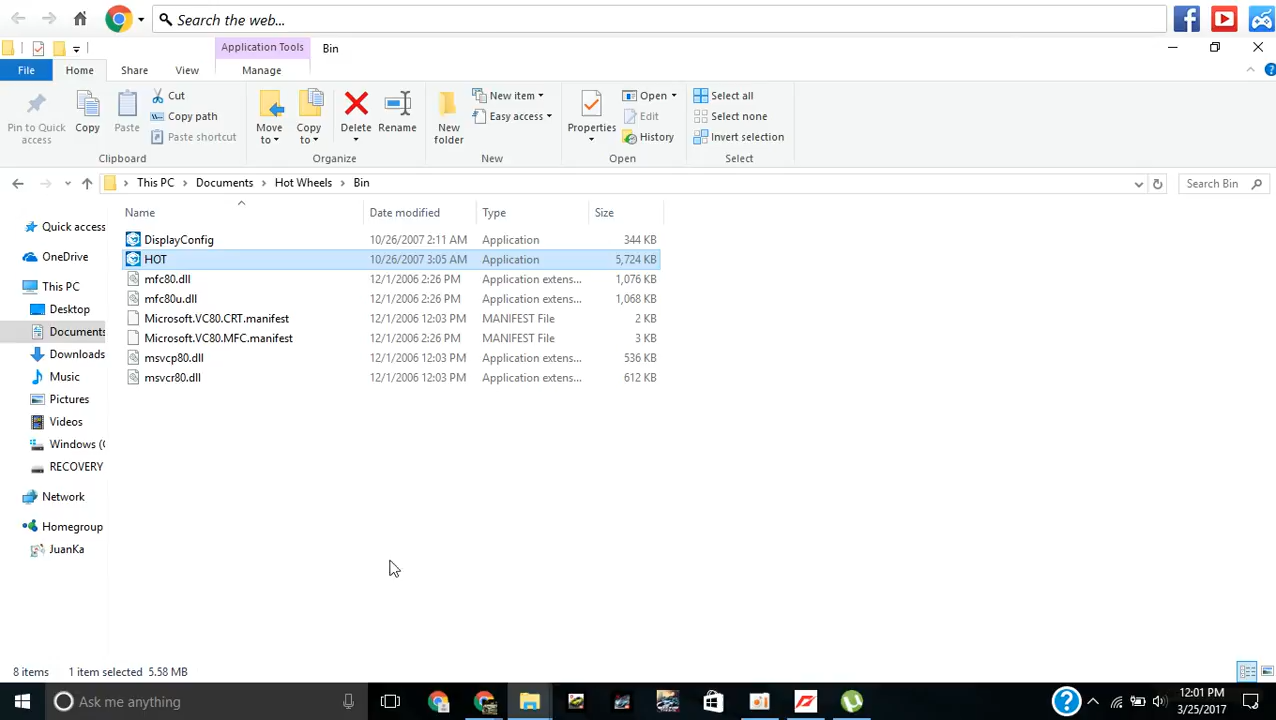 Search the web...
Application Tools
Bin
File
Home
Share
View
Manage
Pin to Quick access
Copy
Paste
Cut
Copy path
Paste shortcut
Clipboard
Move to
Copy to
Delete
Rename
Organize
New folder
New item
Easy access
New
Properties
Open
Edit
History
Open
Select all
Select none
Invert selection
Select
This PC > Documents > Hot Wheels > Bin
Search Bin
Name Date modified Type Size
DisplayConfig 10/26/2007 2:11 AM Application 344 KB
HOT 10/26/2007 3:05 AM Application 5,724 KB
mfc80.dll 12/1/2006 2:26 PM Application extens... 1,076 KB
mfc80u.dll 12/1/2006 2:26 PM Application extens... 1,068 KB
Microsoft.VC80.CRT.manifest 12/1/2006 12:03 PM MANIFEST File 2 KB
Microsoft.VC80.MFC.manifest 12/1/2006 2:26 PM MANIFEST File 3 KB
msvcp80.dll 12/1/2006 12:03 PM Application extens... 536 KB
msvcr80.dll 12/1/2006 12:03 PM Application extens... 612 KB
Quick access
OneDrive
This PC
Desktop
Documents
Downloads
Music
Pictures
Videos
Windows (C
RECOVERY
Network
Homegroup
JuanKa
8 items 1 item selected 5.58 MB
Ask me anything
12:01 PM
3/25/2017